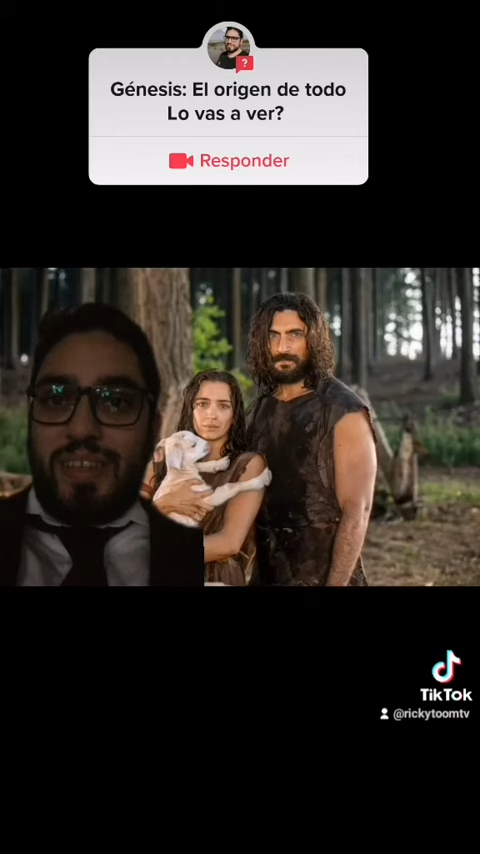 ?
Génesis: El origen de todo
Lo vas a ver?
Responder
TikTok
@rickytoomtv